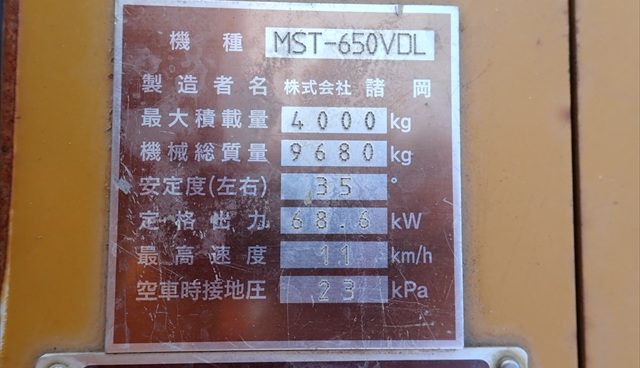 機種 MST-650VDL
製造者名 株式会社 諸岡
最大積載量 4000 kg
機械総質量 9680 kg
安定度(左右) 35 °
定格出力 68.6 kW
最高速度 11 km/h
空車時接地圧 23 kPa